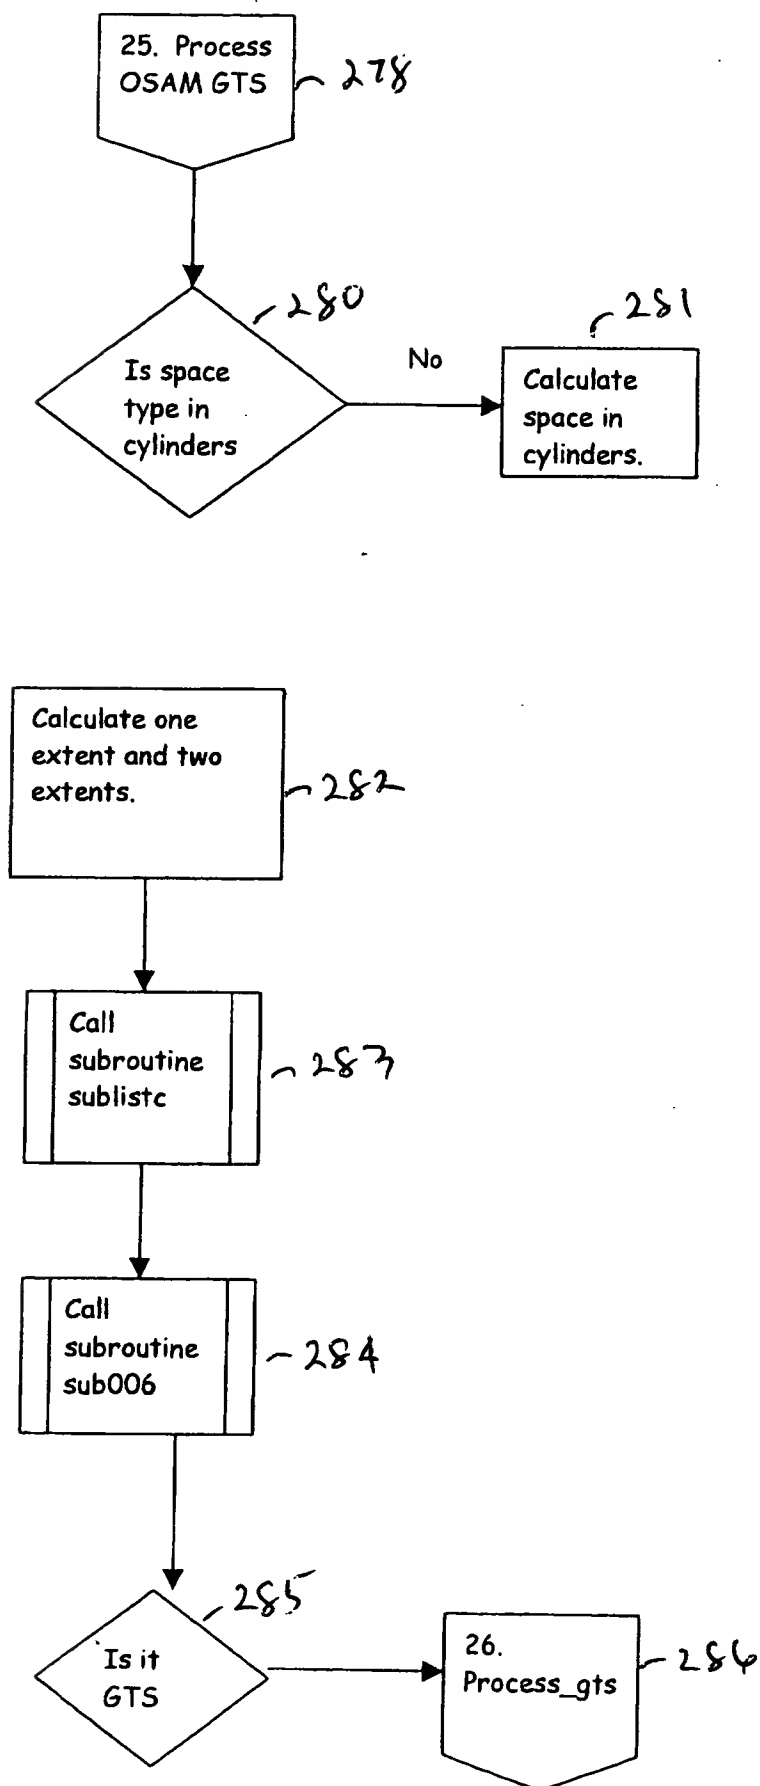 25. Process
OSAM GTS
278
280
Is space
type in
cylinders
No
281
Calculate
space in
cylinders.
Calculate one
extent and two
extents.
282
Call
subroutine
sublistc
283
Call
subroutine
sub006
284
285
Is it
GTS
26.
Process_gts
286